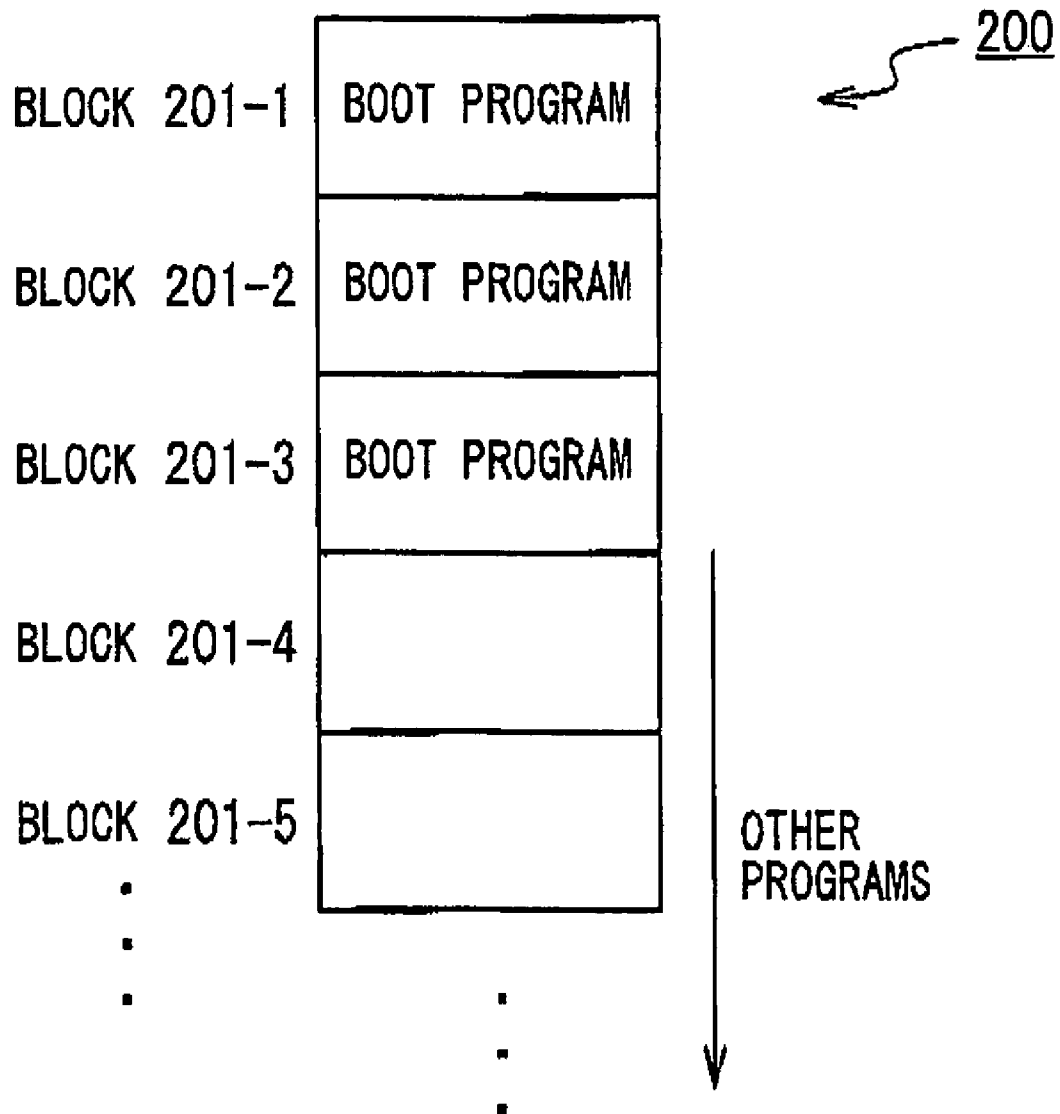 200
BLOCK 201-1 BOOT PROGRAM
BLOCK 201-2 BOOT PROGRAM
BLOCK 201-3 BOOT PROGRAM
BLOCK 201-4
BLOCK 201-5
OTHER
PROGRAMS